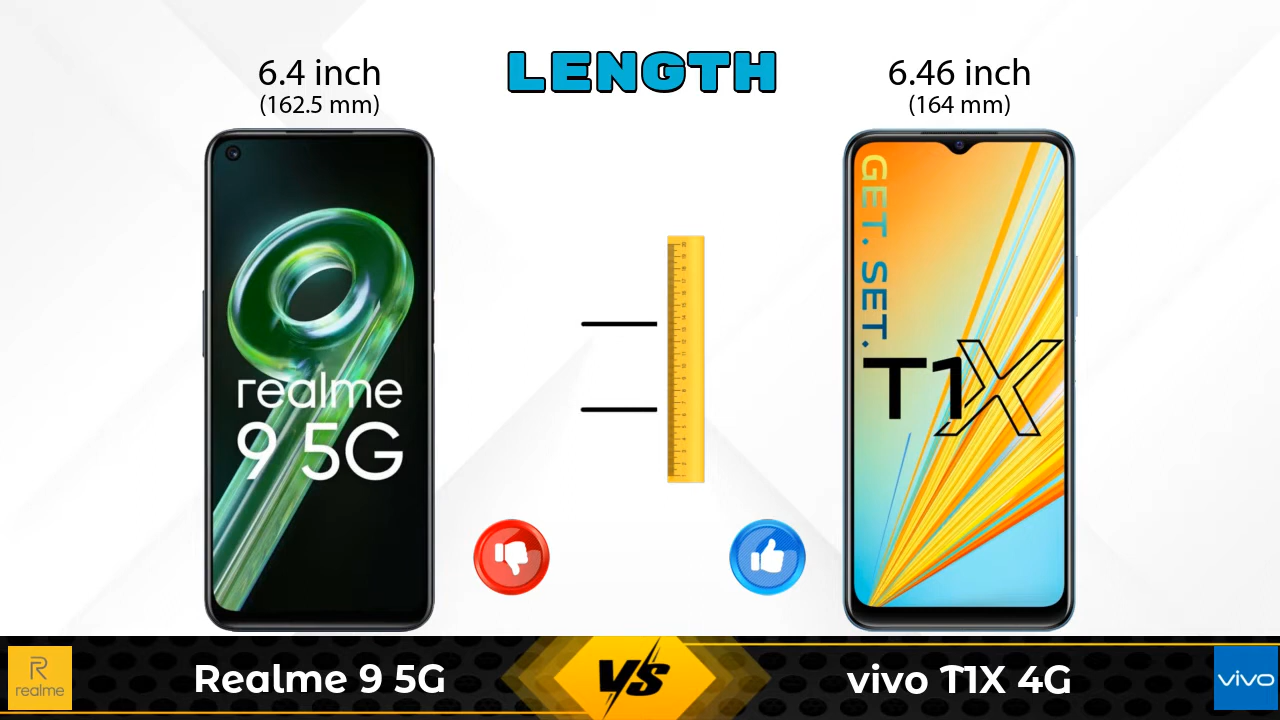 LENGTH
6.4 inch
(162.5 mm)
6.46 inch
(164 mm)
realme
9 5G
GET. SET.
T1X
R
realme
Realme 9 5G
VS
vivo T1X 4G
vivo